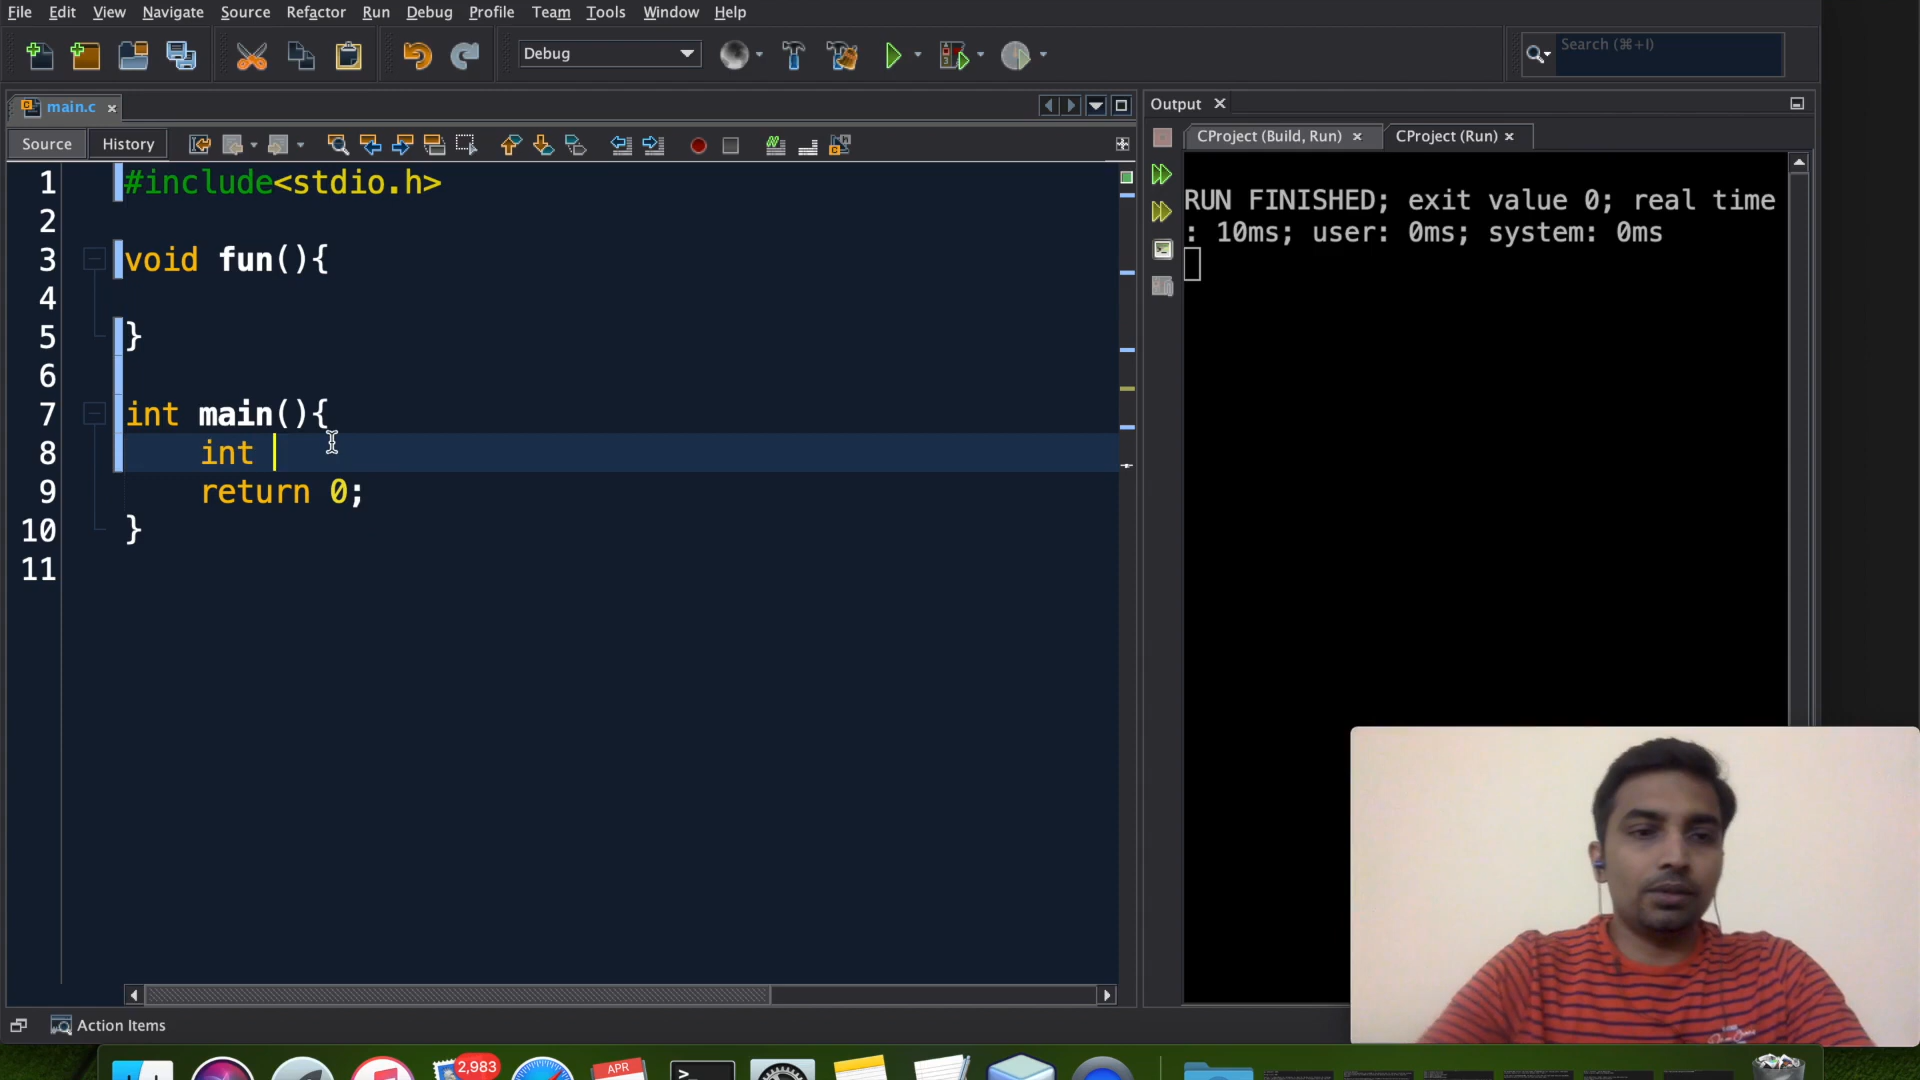 File Edit View Navigate Source Refactor Run Debug Profile Team Tools Window Help
Debug
Search (⌘+I)
main.c
Source History
1 #include<stdio.h>
2
3 void fun(){
4
5 }
6
7 int main(){
8 int
9 return 0;
10 }
11
Output
CProject (Build, Run) CProject (Run)
RUN FINISHED; exit value 0; real time
: 10ms; user: 0ms; system: 0ms
Action Items
2,983
APR